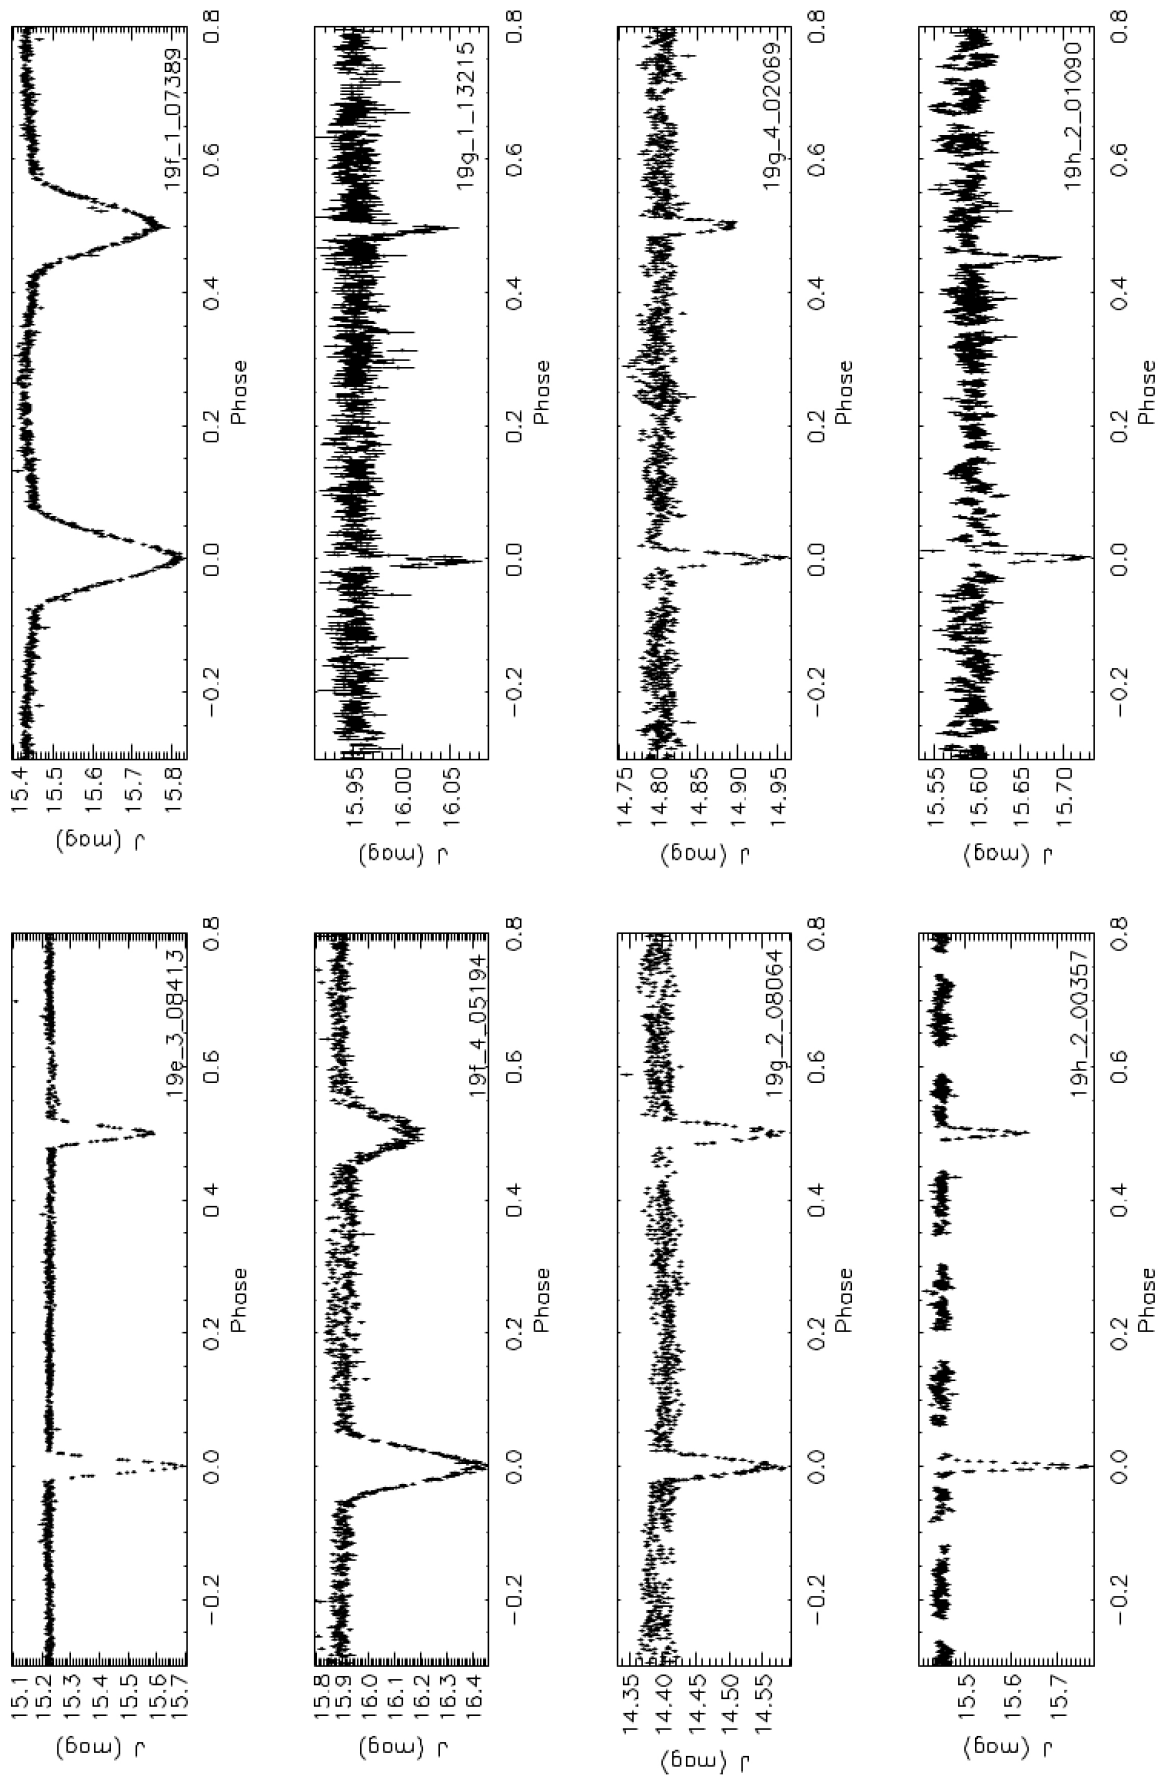 15.1
15.2
15.3
15.4
15.5
15.6
15.7
J (mag)
19e_3_08413
−0.2 0.0 0.2 0.4 0.6 0.8
Phase
15.4
15.5
15.6
15.7
15.8
J (mag)
19f_1_07389
−0.2 0.0 0.2 0.4 0.6 0.8
Phase
15.8
15.9
16.0
16.1
16.2
16.3
16.4
J (mag)
19f_4_05194
−0.2 0.0 0.2 0.4 0.6 0.8
Phase
15.95
16.00
16.05
J (mag)
19g_1_13215
−0.2 0.0 0.2 0.4 0.6 0.8
Phase
14.35
14.40
14.45
14.50
14.55
J (mag)
19g_2_08064
−0.2 0.0 0.2 0.4 0.6 0.8
Phase
14.75
14.80
14.85
14.90
14.95
J (mag)
19g_4_02069
−0.2 0.0 0.2 0.4 0.6 0.8
Phase
15.5
15.6
15.7
J (mag)
19h_2_00357
−0.2 0.0 0.2 0.4 0.6 0.8
Phase
15.55
15.60
15.65
15.70
J (mag)
19h_2_01090
−0.2 0.0 0.2 0.4 0.6 0.8
Phase